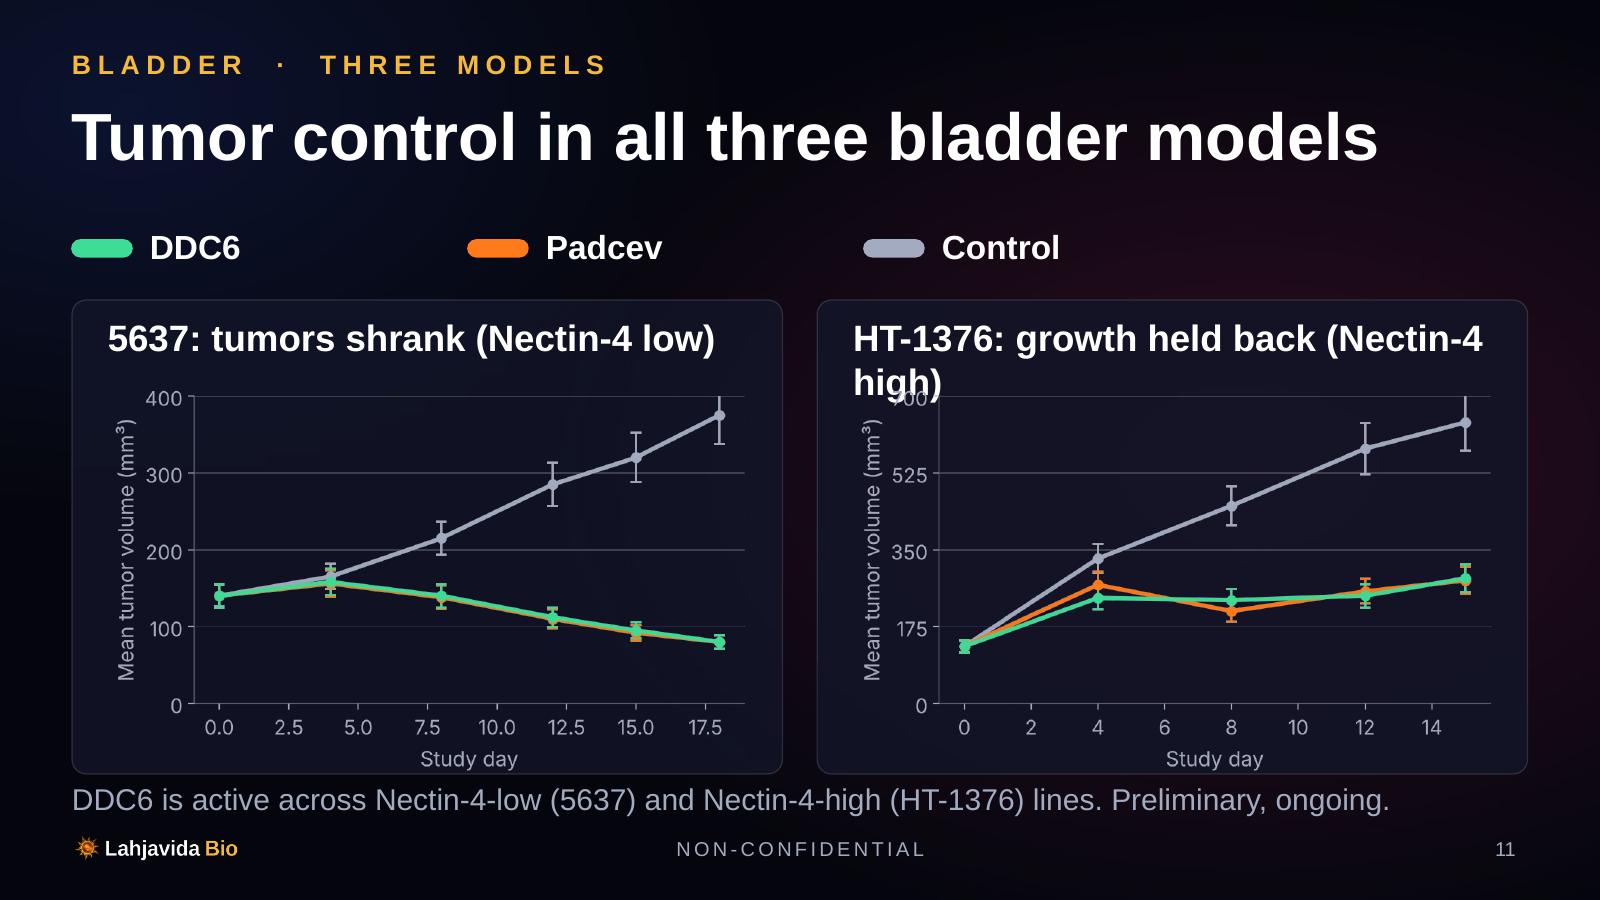 BLADDER · THREE MODELS
Tumor control in all three bladder models
DDC6
Padcev
Control
5637: tumors shrank (Nectin-4 low)
400
300
200
100
0
Mean tumor volume (mm³)
0.0 2.5 5.0 7.5 10.0 12.5 15.0 17.5
Study day
HT-1376: growth held back (Nectin-4
high)
700
525
350
175
0
Mean tumor volume (mm³)
0 2 4 6 8 10 12 14
Study day
DDC6 is active across Nectin-4-low (5637) and Nectin-4-high (HT-1376) lines. Preliminary, ongoing.
Lahjavida Bio
NON-CONFIDENTIAL
11